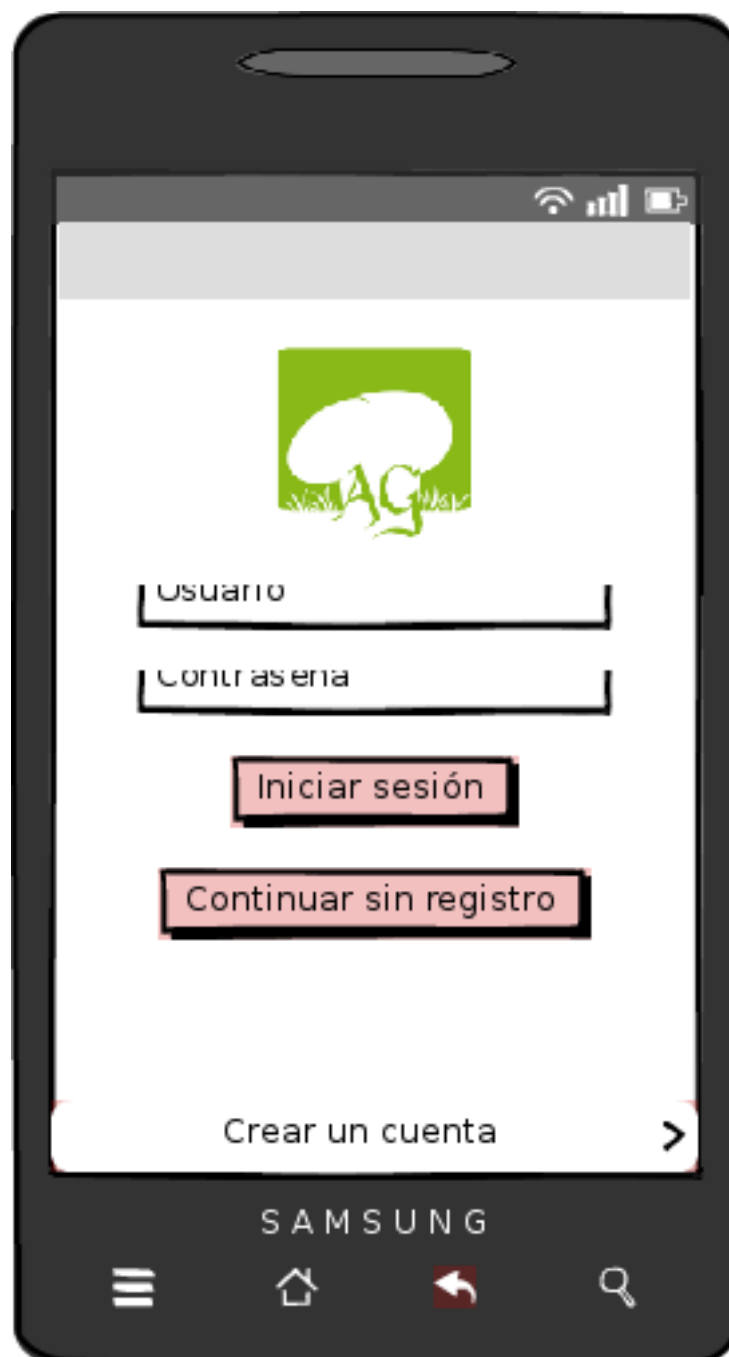 AG
Usuario
Contraseña
Iniciar sesión
Continuar sin registro
Crear un cuenta
SAMSUNG